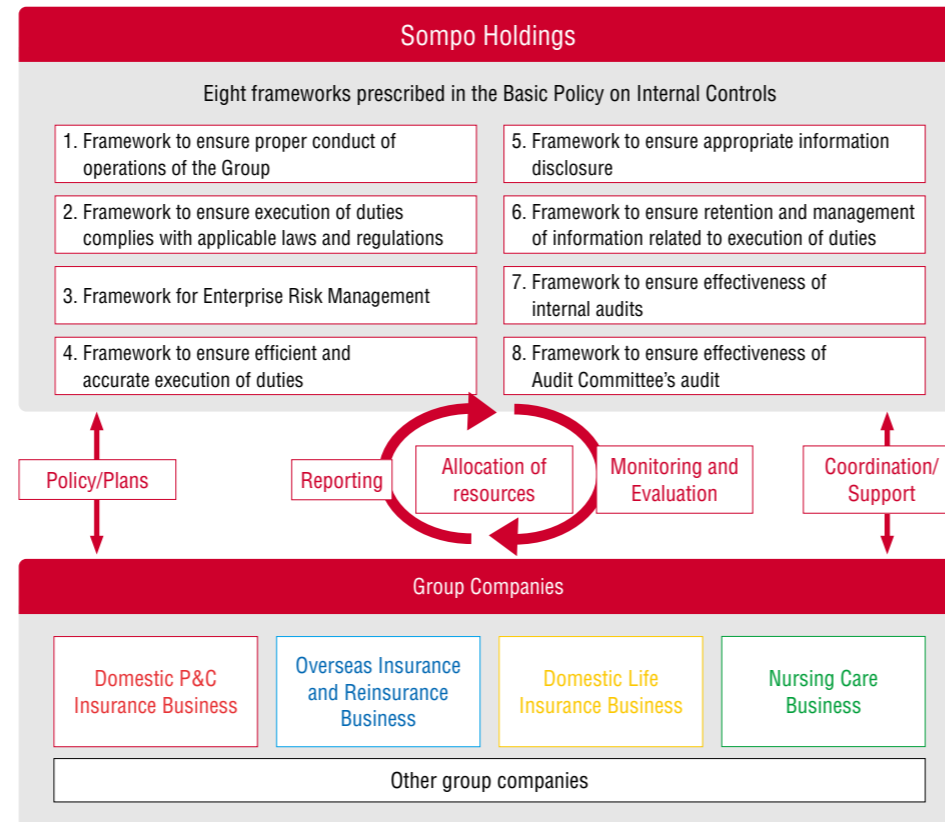 Sompo Holdings
Eight frameworks prescribed in the Basic Policy on Internal Controls
1. Framework to ensure proper conduct of
operations of the Group
2. Framework to ensure execution of duties
complies with applicable laws and regulations
3. Framework for Enterprise Risk Management
4. Framework to ensure efficient and
accurate execution of duties
5. Framework to ensure appropriate information
disclosure
6. Framework to ensure retention and management
of information related to execution of duties
7. Framework to ensure effectiveness of
internal audits
8. Framework to ensure effectiveness of
Audit Committee's audit
Policy/Plans
Reporting
Allocation of
resources
Monitoring and
Evaluation
Coordination/
Support
Group Companies
Domestic P&C
Insurance Business
Overseas Insurance
and Reinsurance
Business
Domestic Life
Insurance Business
Nursing Care
Business
Other group companies